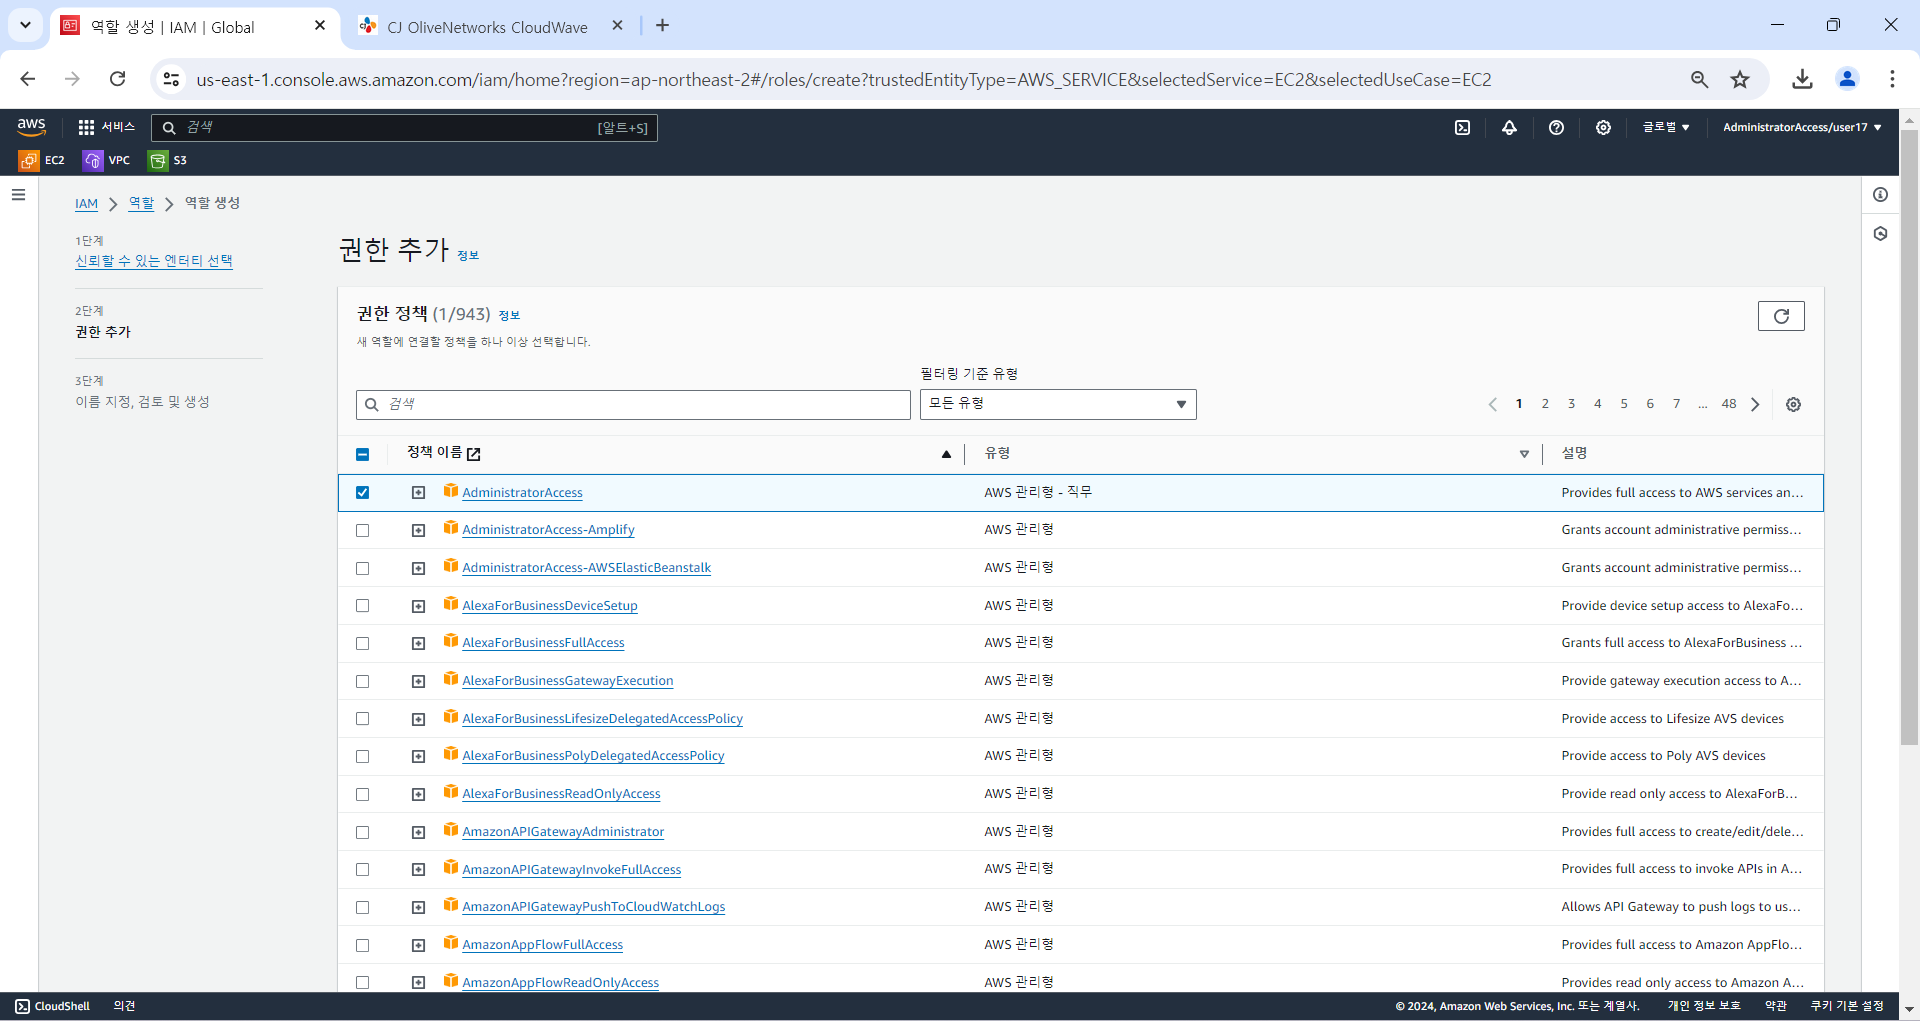 역할 생성 | IAM | Global
CJ OliveNetworks CloudWave
us-east-1.console.aws.amazon.com/iam/home?region=ap-northeast-2#/roles/create?trustedEntityType=AWS_SERVICE&selectedService=EC2&selectedUseCase=EC2
aws 서비스 검색 [알트+S] 글로벌 AdministratorAccess/user17
EC2 VPC S3
IAM 역할 역할 생성
1단계
신뢰할 수 있는 엔터티 선택
2단계
권한 추가
3단계
이름 지정, 검토 및 생성
권한 추가 정보
권한 정책 (1/943) 정보
새 역할에 연결할 정책을 하나 이상 선택합니다.
필터링 기준 유형
검색 모든 유형 1 2 3 4 5 6 7 ... 48
정책 이름 유형 설명
AdministratorAccess AWS 관리형 - 직무 Provides full access to AWS services an...
AdministratorAccess-Amplify AWS 관리형 Grants account administrative permiss...
AdministratorAccess-AWSElasticBeanstalk AWS 관리형 Grants account administrative permiss...
AlexaForBusinessDeviceSetup AWS 관리형 Provide device setup access to AlexaFo...
AlexaForBusinessFullAccess AWS 관리형 Grants full access to AlexaForBusiness ...
AlexaForBusinessGatewayExecution AWS 관리형 Provide gateway execution access to A...
AlexaForBusinessLifesizeDelegatedAccessPolicy AWS 관리형 Provide access to Lifesize AVS devices
AlexaForBusinessPolyDelegatedAccessPolicy AWS 관리형 Provide access to Poly AVS devices
AlexaForBusinessReadOnlyAccess AWS 관리형 Provide read only access to AlexaForB...
AmazonAPIGatewayAdministrator AWS 관리형 Provides full access to create/edit/dele...
AmazonAPIGatewayInvokeFullAccess AWS 관리형 Provides full access to invoke APIs in A...
AmazonAPIGatewayPushToCloudWatchLogs AWS 관리형 Allows API Gateway to push logs to us...
AmazonAppFlowFullAccess AWS 관리형 Provides full access to Amazon AppFlo...
AmazonAppFlowReadOnlyAccess AWS 관리형 Provides read only access to Amazon A...
CloudShell 의견 © 2024, Amazon Web Services, Inc. 또는 계열사. 개인 정보 보호 약관 쿠키 기본 설정